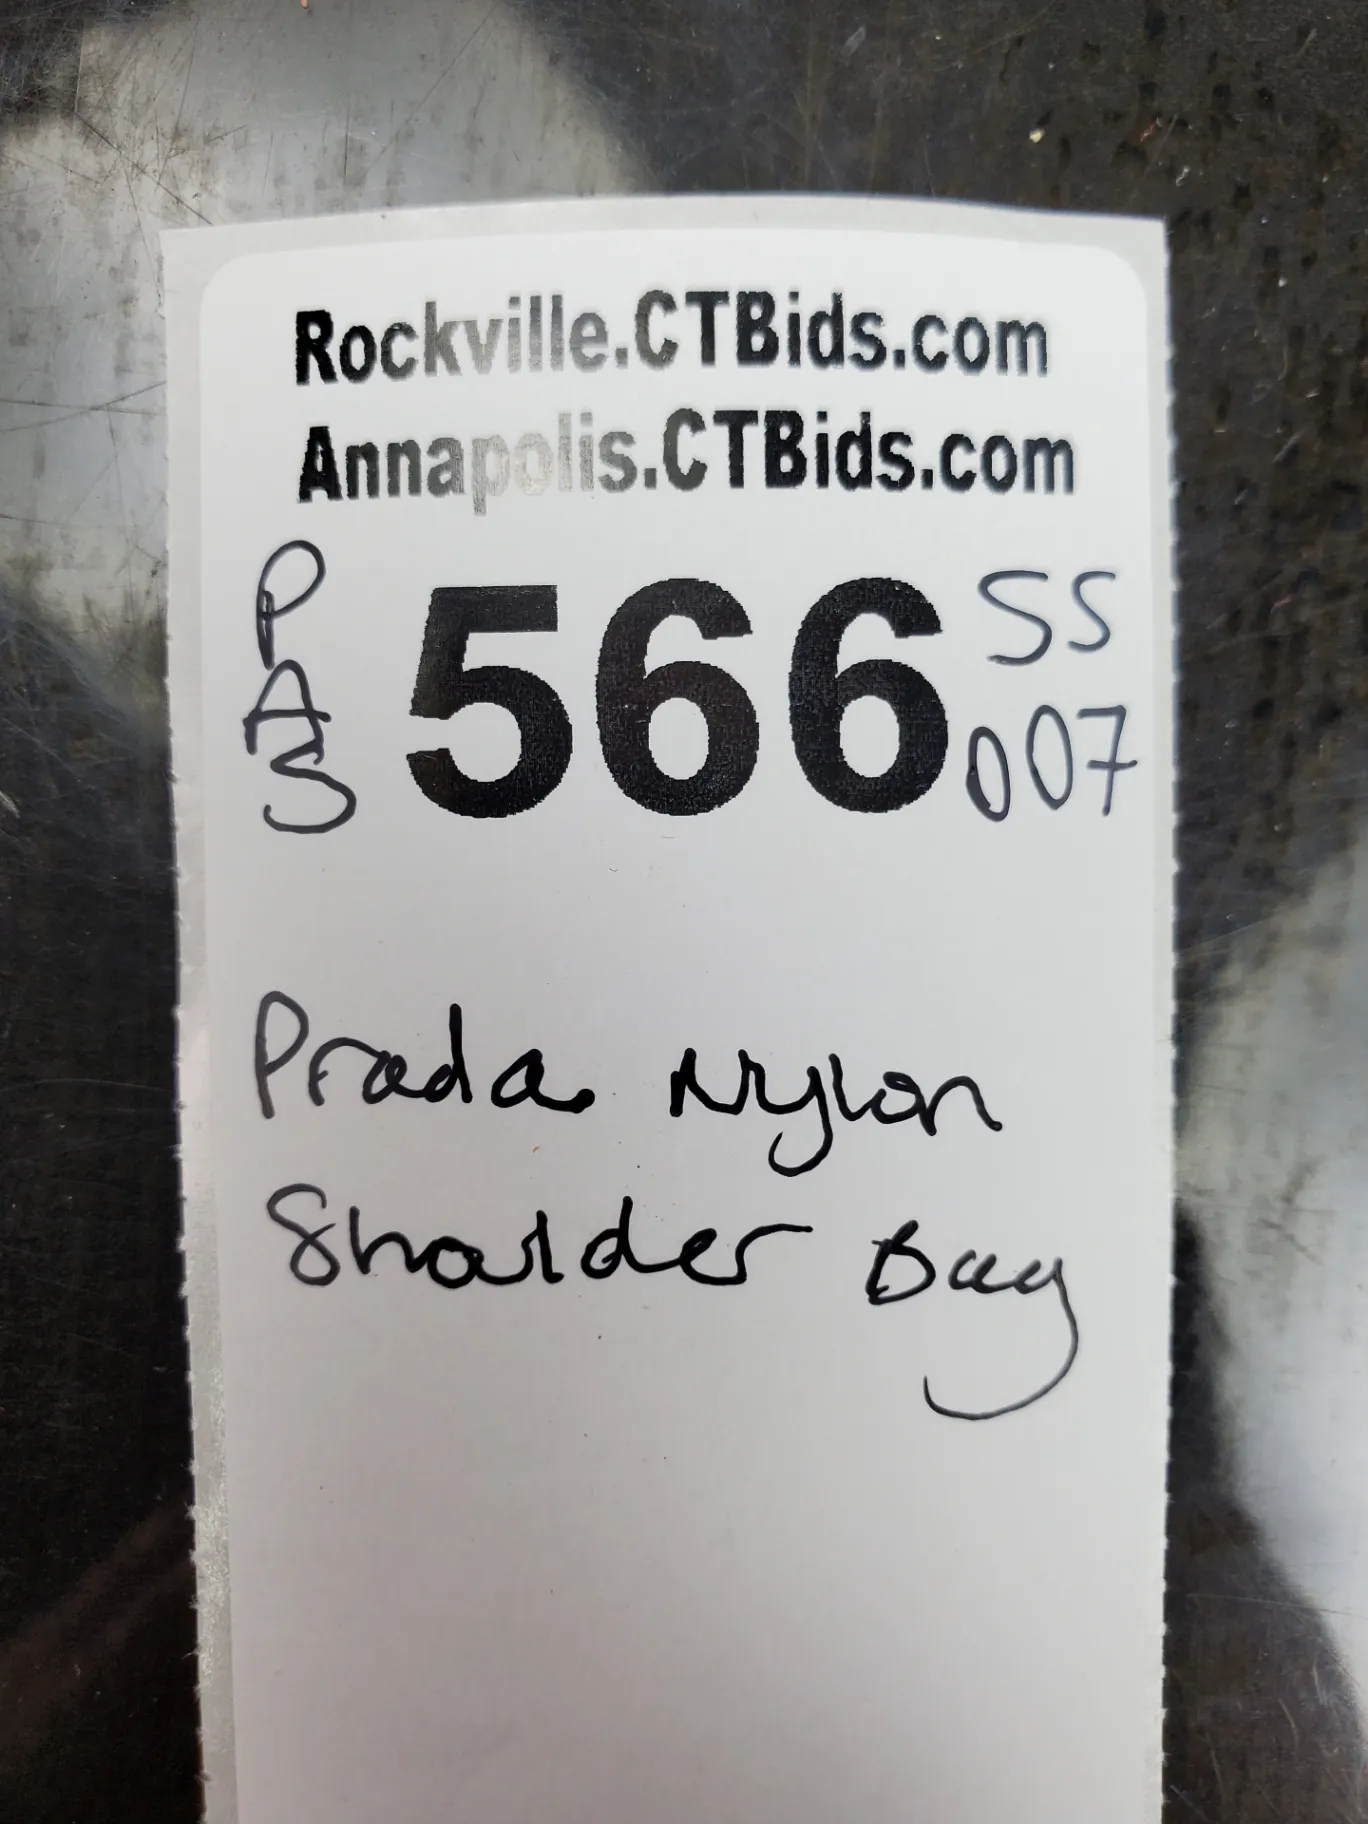 Rockville.CTBids.com
Annapolis.CTBids.com
PAS
566
SS
007
Prada Nylon
Shoulder Bag